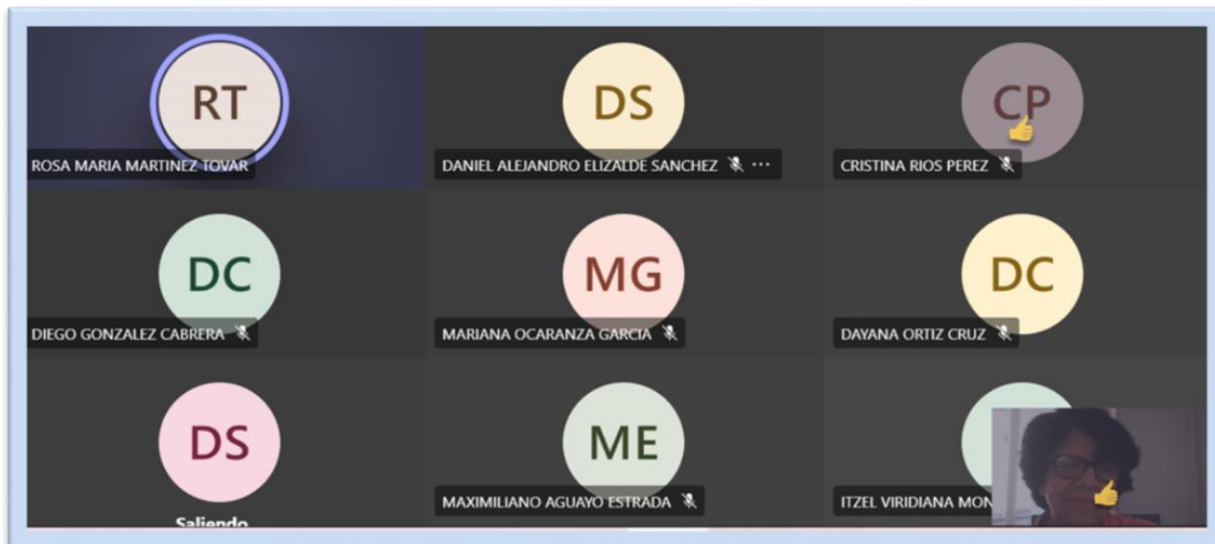 RT
ROSA MARIA MARTINEZ TOVAR
DS
DANIEL ALEJANDRO ELIZALDE SANCHEZ ...
CP
CRISTINA RIOS PEREZ
DC
DIEGO GONZALEZ CABRERA
MG
MARIANA OCARANZA GARCIA
DC
DAYANA ORTIZ CRUZ
DS
Saliendo
ME
MAXIMILIANO AGUAYO ESTRADA
ITZEL VIRIDIANA MON